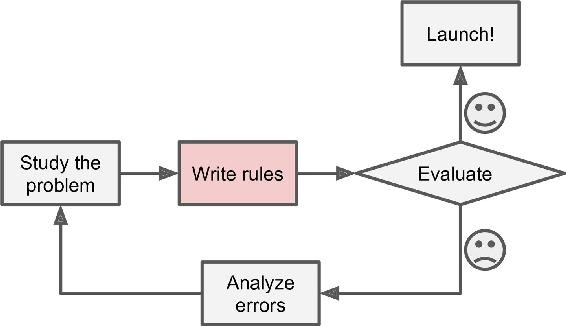 Launch!
Study the
problem
Write rules
Evaluate
Analyze
errors